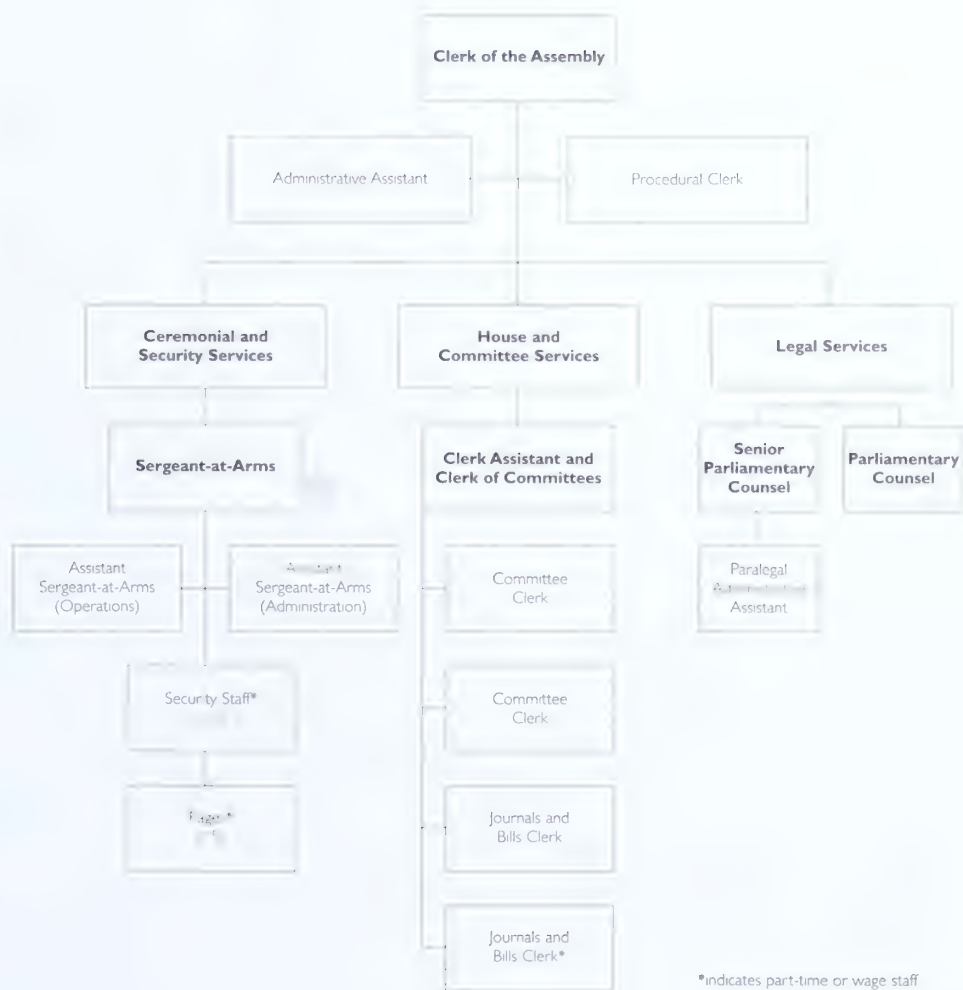 Clerk of the Assembly
Administrative Assistant
Procedural Clerk
Ceremonial and
Security Services
House and
Committee Services
Legal Services
Sergeant-at-Arms
Clerk Assistant and
Clerk of Committees
Senior
Parliamentary
Counsel
Parliamentary
Counsel
Assistant
Sergeant-at-Arms
(Operations)
Sergeant-at-Arms
(Administration)
Committee
Clerk
Paralegal
Assistant
Security Staff*
Committee
Clerk
Journals and
Bills Clerk
Journals and
Bills Clerk*
*indicates part-time or wage staff